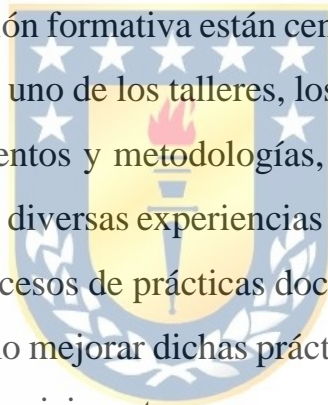 ón formativa están cen
uno de los talleres, los
entos y metodologías,
diversas experiencias
cesos de prácticas doc
no mejorar dichas práct